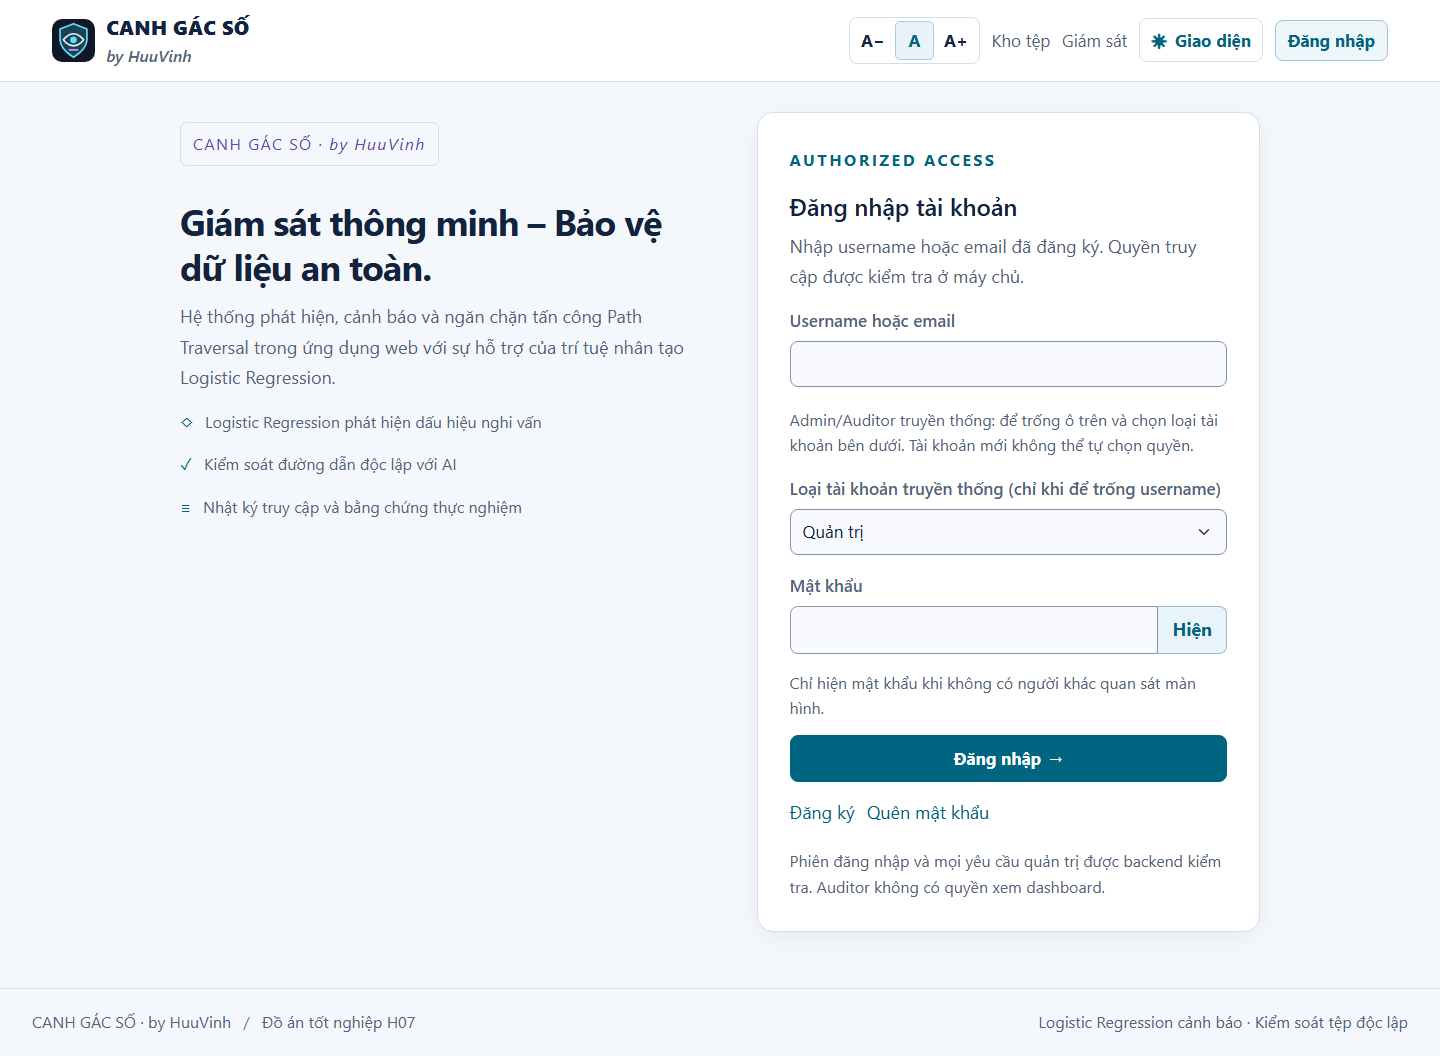 CANH GÁC SỐ
by HuuVinh
A− A A+ Kho tệp Giám sát Giao diện Đăng nhập
CANH GÁC SỐ · by HuuVinh
Giám sát thông minh – Bảo vệ
dữ liệu an toàn.
Hệ thống phát hiện, cảnh báo và ngăn chặn tấn công Path
Traversal trong ứng dụng web với sự hỗ trợ của trí tuệ nhân tạo
Logistic Regression.
◇ Logistic Regression phát hiện dấu hiệu nghi vấn
✓ Kiểm soát đường dẫn độc lập với AI
≡ Nhật ký truy cập và bằng chứng thực nghiệm
AUTHORIZED ACCESS
Đăng nhập tài khoản
Nhập username hoặc email đã đăng ký. Quyền truy
cập được kiểm tra ở máy chủ.
Username hoặc email
Admin/Auditor truyền thống: để trống ô trên và chọn loại tài
khoản bên dưới. Tài khoản mới không thể tự chọn quyền.
Loại tài khoản truyền thống (chỉ khi để trống username)
Quản trị
Mật khẩu
Hiện
Chỉ hiện mật khẩu khi không có người khác quan sát màn
hình.
Đăng nhập →
Đăng ký Quên mật khẩu
Phiên đăng nhập và mọi yêu cầu quản trị được backend kiểm
tra. Auditor không có quyền xem dashboard.
CANH GÁC SỐ · by HuuVinh / Đồ án tốt nghiệp H07
Logistic Regression cảnh báo · Kiểm soát tệp độc lập